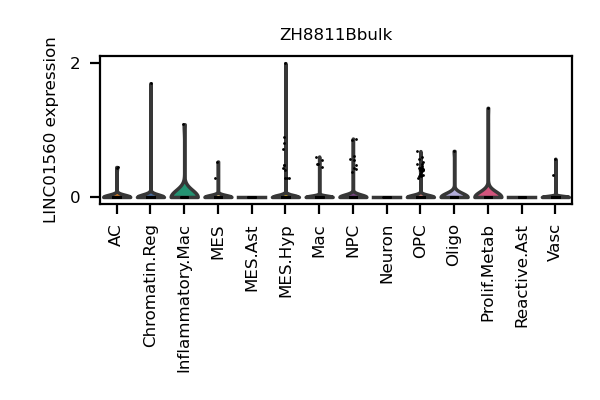 ZH8811Bbulk
LINC01560 expression
2
0
AC
Chromatin.Reg
Inflammatory.Mac
MES
MES.Ast
MES.Hyp
Mac
NPC
Neuron
OPC
Oligo
Prolif.Metab
Reactive.Ast
Vasc